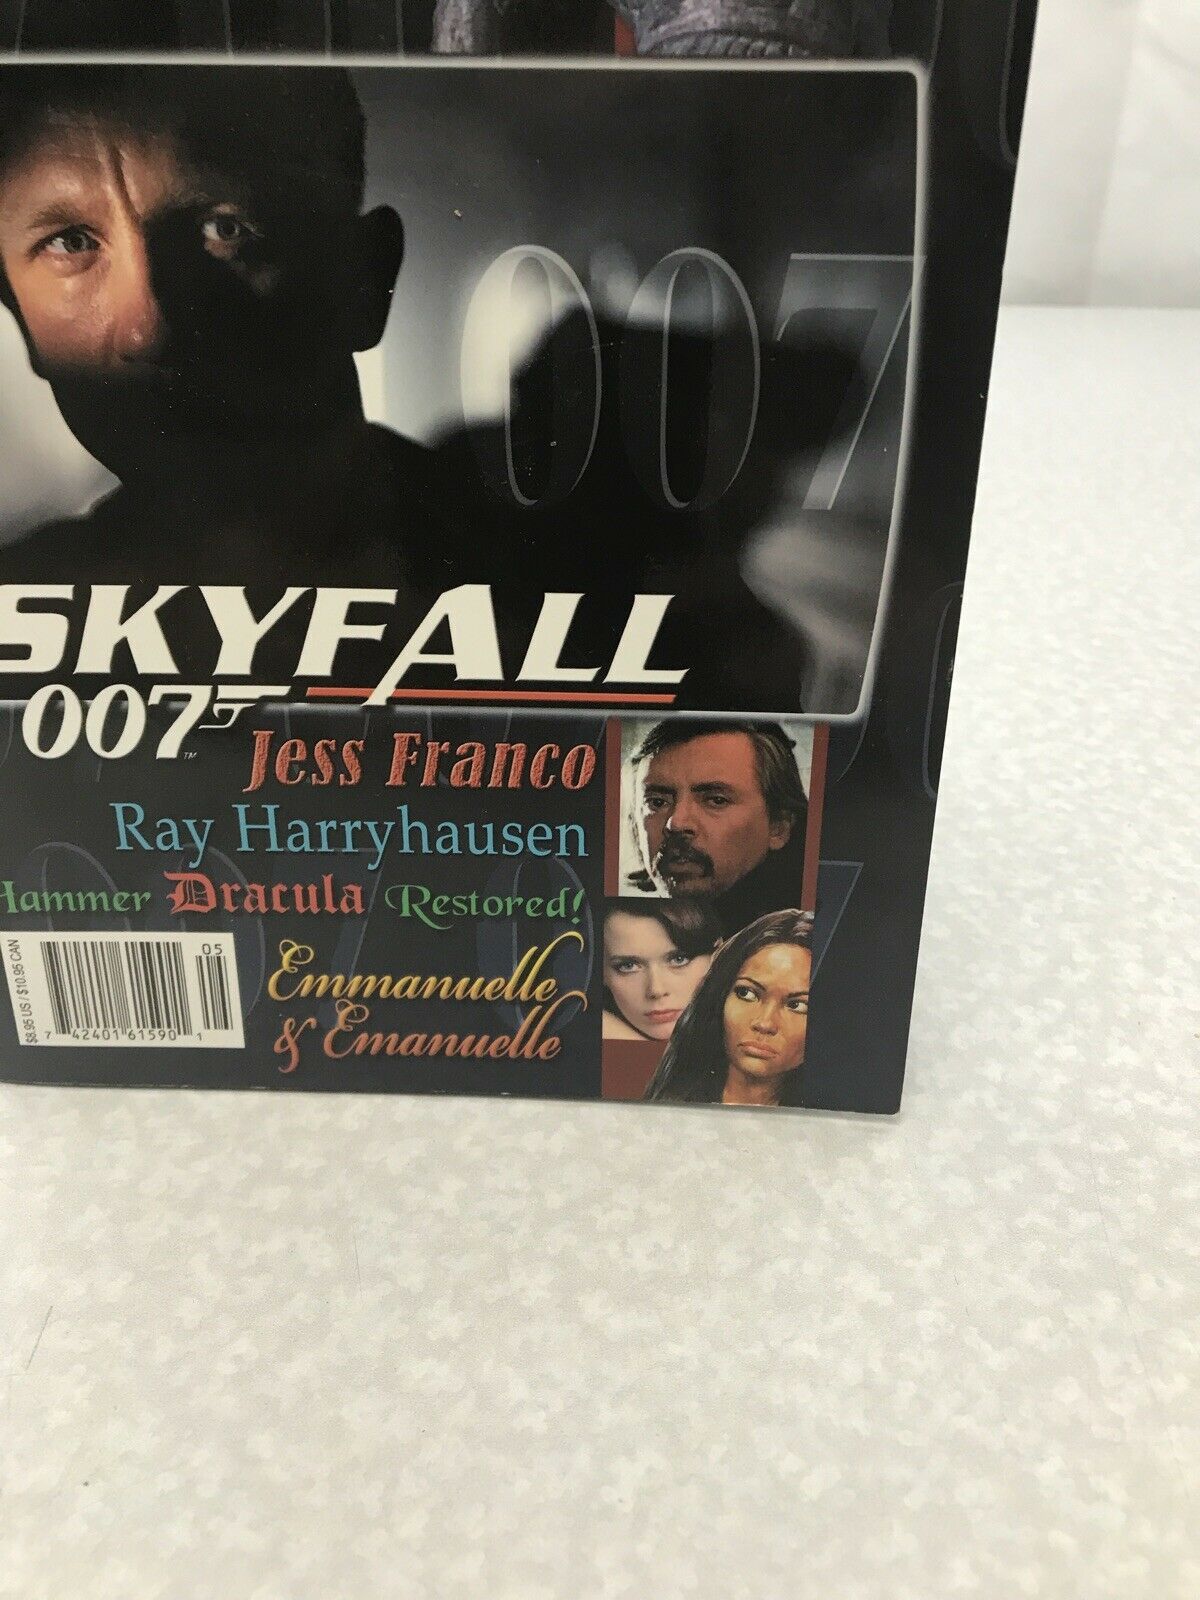 007
SKYFALL
007 TM
Jess Franco
Ray Harryhausen
Hammer Dracula Restored!
Emmanuelle
& Emanuelle
$8.95 US / $10.95 CAN
05
7 42401 61590 1